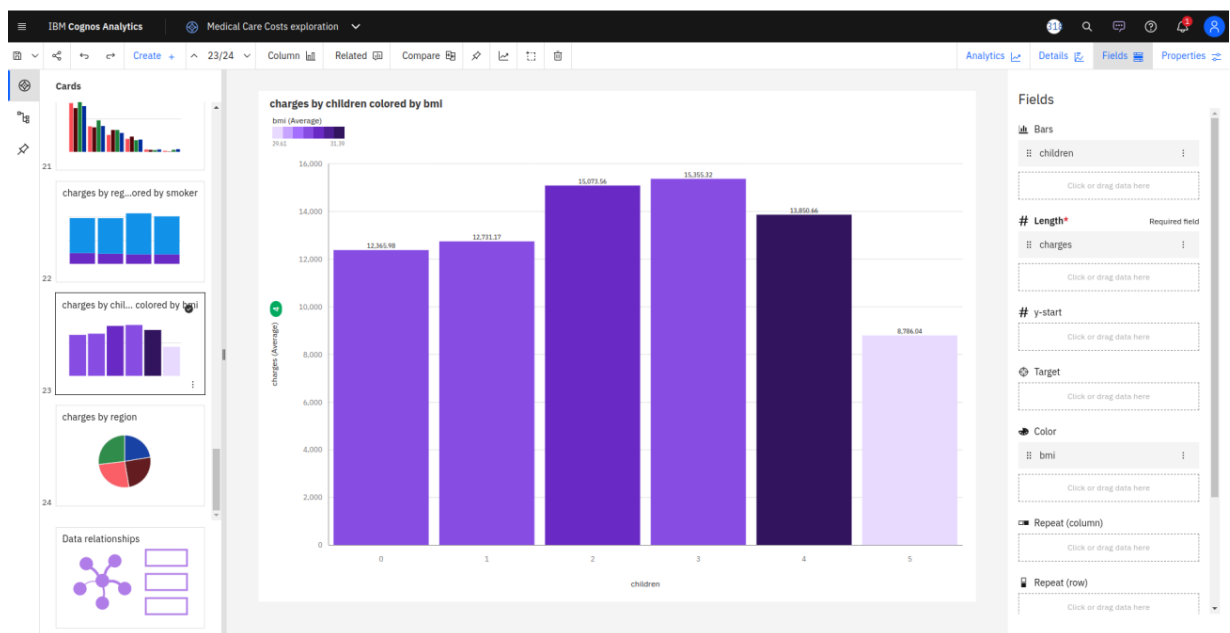 IBM Cognos Analytics
Medical Care Costs exploration
Create +
23/24
Column
Related
Compare
Analytics
Details
Fields
Properties
Cards
21
charges by reg...ored by smoker
22
charges by chil... colored by bmi
23
charges by region
24
Data relationships
charges by children colored by bmi
bmi (Average)
29.61 31.39
16,000
14,000
12,000
10,000
8,000
6,000
4,000
2,000
0
charges (Average)
12,365.98
12,731.17
15,073.56
15,355.32
13,850.66
8,786.04
0 1 2 3 4 5
children
Fields
Bars
children
Click or drag data here
# Length* Required field
charges
Click or drag data here
# y-start
Click or drag data here
Target
Click or drag data here
Color
bmi
Click or drag data here
Repeat (column)
Click or drag data here
Repeat (row)
Click or drag data here